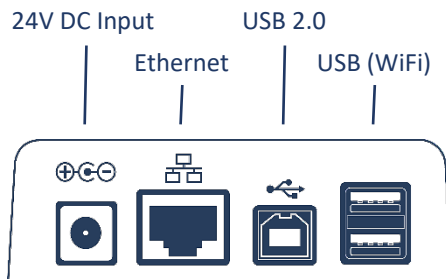 24V DC Input
USB 2.0
Ethernet
USB (WiFi)